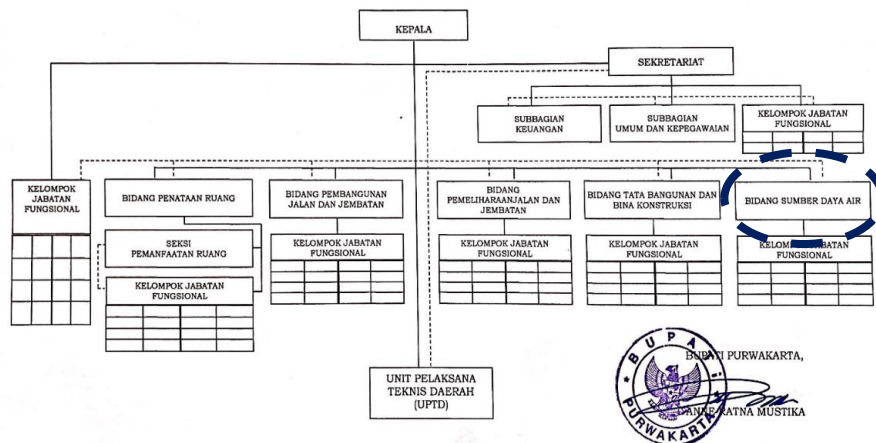 KEPALA
SEKRETARIAT
SUBBAGIAN
KEUANGAN
SUBBAGIAN
UMUM DAN KEPEGAWAIAN
KELOMPOK JABATAN
FUNGSIONAL
KELOMPOK
JABATAN
FUNGSIONAL
BIDANG PENATAAN RUANG
BIDANG PEMBANGUNAN
JALAN DAN JEMBATAN
BIDANG
PEMELIHARAANJALAN DAN
JEMBATAN
BIDANG TATA BANGUNAN DAN
BINA KONSTRUKSI
BIDANG SUMBER DAYA AIR
SEKSI
PEMANFAATAN RUANG
KELOMPOK JABATAN
FUNGSIONAL
KELOMPOK JABATAN
FUNGSIONAL
KELOMPOK JABATAN
FUNGSIONAL
KELOMPOK JABATAN
FUNGSIONAL
KELOMPOK JABATAN
FUNGSIONAL
UNIT PELAKSANA
TEKNIS DAERAH
(UPTD)
BUPATI PURWAKARTA,
BUPATI
PURWAKARTA
ANNE RATNA MUSTIKA